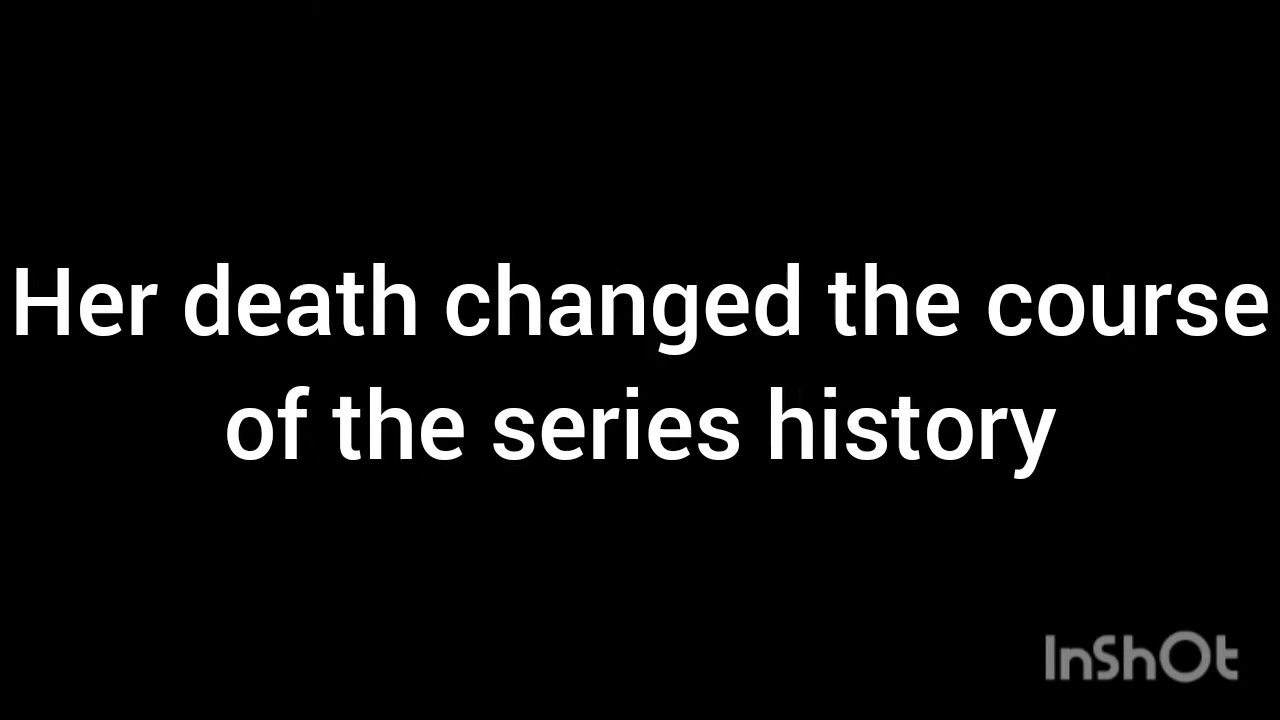 Her death changed the course
of the series history
InShOt